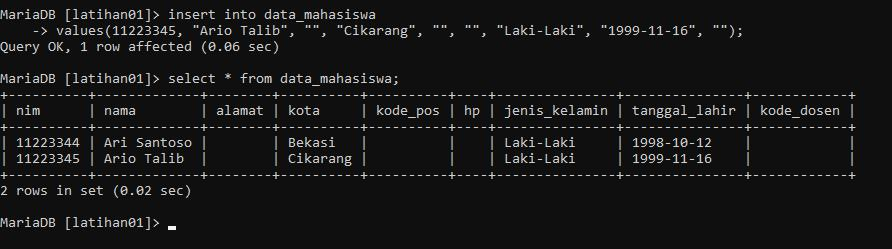 MariaDB [latihan01]> insert into data_mahasiswa
    -> values(11223345, "Ario Talib", "", "Cikarang", "", "", "Laki-Laki", "1999-11-16", "");
Query OK, 1 row affected (0.06 sec)

MariaDB [latihan01]> select * from data_mahasiswa;
+----------+-------------+--------+----------+----------+----+---------------+---------------+------------+
| nim      | nama        | alamat | kota     | kode_pos | hp | jenis_kelamin | tanggal_lahir | kode_dosen |
+----------+-------------+--------+----------+----------+----+---------------+---------------+------------+
| 11223344 | Ari Santoso |        | Bekasi   |          |    | Laki-Laki     | 1998-10-12    |            |
| 11223345 | Ario Talib  |        | Cikarang |          |    | Laki-Laki     | 1999-11-16    |            |
+----------+-------------+--------+----------+----------+----+---------------+---------------+------------+
2 rows in set (0.02 sec)

MariaDB [latihan01]> _